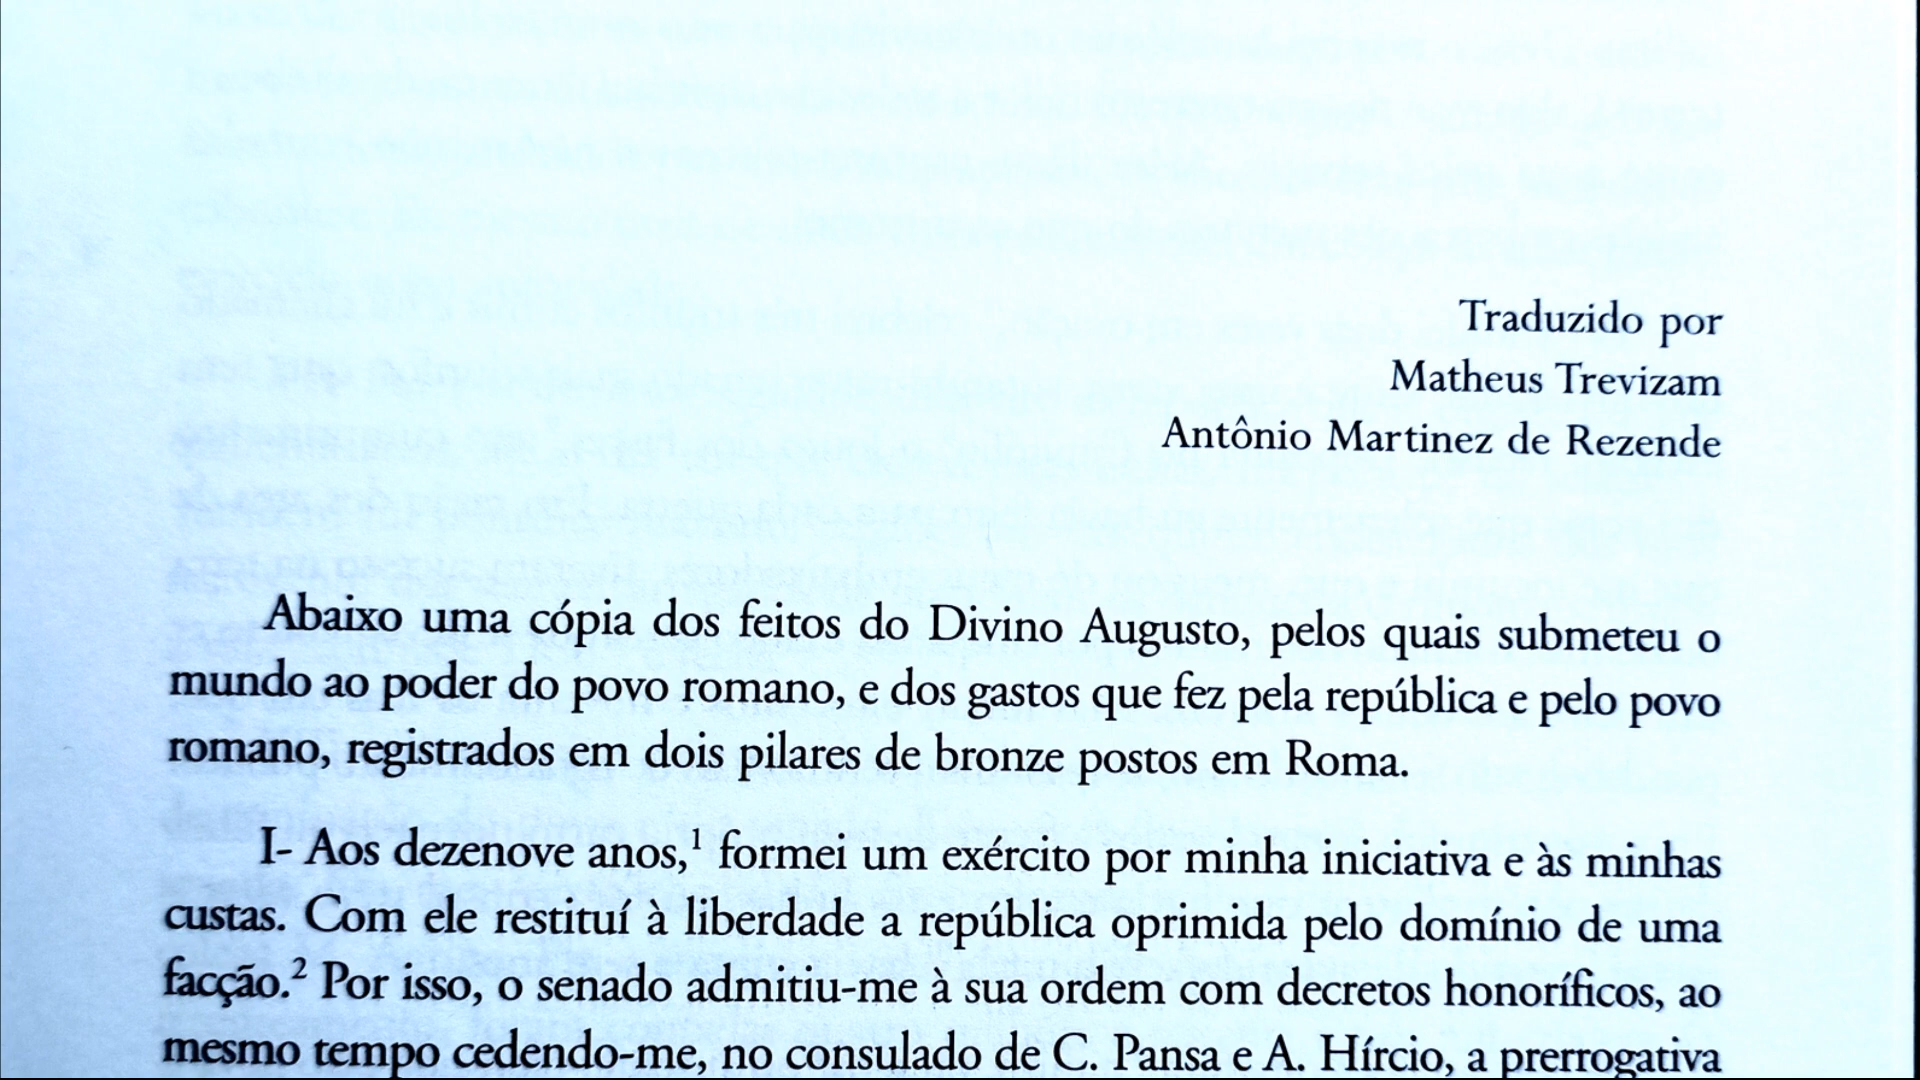 Traduzido por
Matheus Trevizam
Antônio Martinez de Rezende
Abaixo uma cópia dos feitos do Divino Augusto, pelos quais submeteu o
mundo ao poder do povo romano, e dos gastos que fez pela república e pelo povo
romano, registrados em dois pilares de bronze postos em Roma.
I- Aos dezenove anos,¹ formei um exército por minha iniciativa e às minhas
custas. Com ele restituí à liberdade a república oprimida pelo domínio de uma
facção.² Por isso, o senado admitiu-me à sua ordem com decretos honoríficos, ao
mesmo tempo cedendo-me, no consulado de C. Pansa e A. Hírcio, a prerrogativa